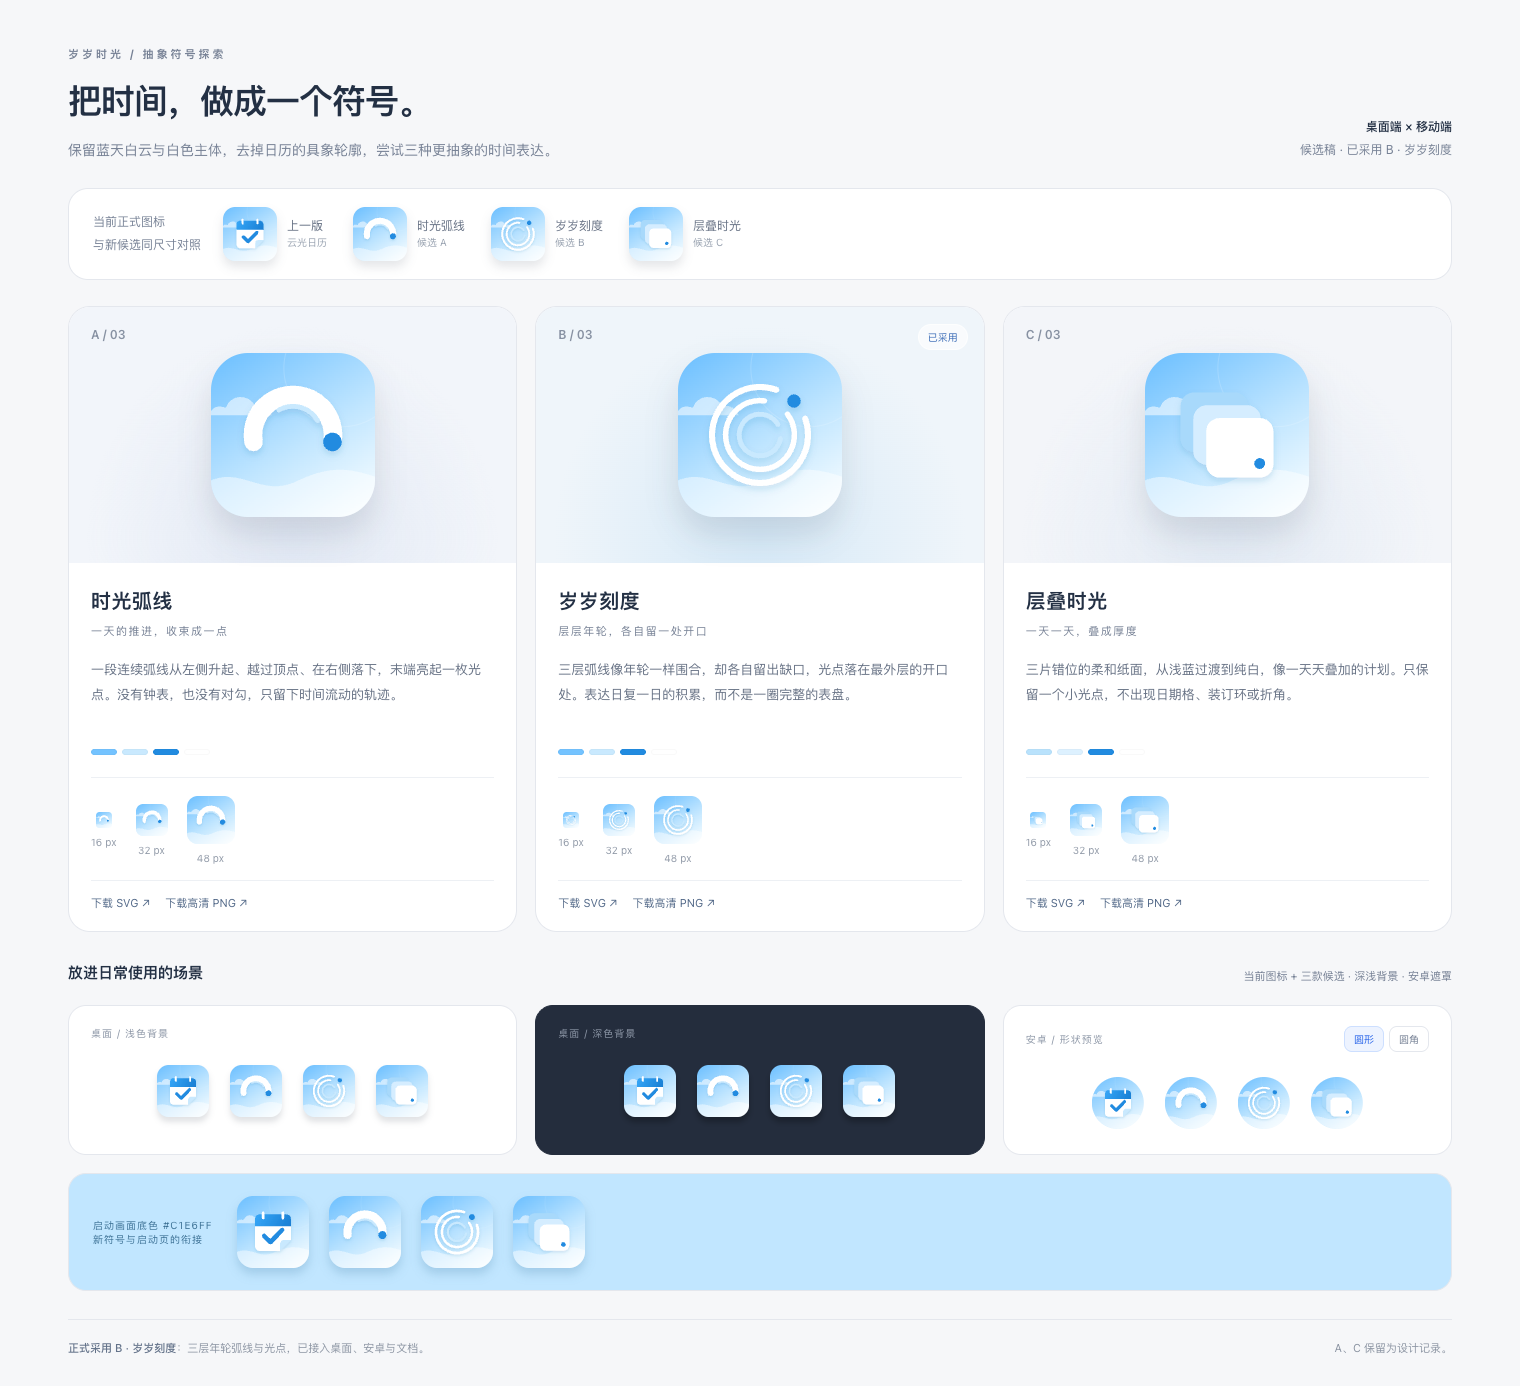 岁岁时光 / 抽象符号探索
把时间，做成一个符号。
保留蓝天白云与白色主体，去掉日历的具象轮廓，尝试三种更抽象的时间表达。
桌面端 × 移动端
候选稿 · 已采用 B · 岁岁刻度
当前正式图标
与新候选同尺寸对照
上一版
云光日历
时光弧线
候选 A
岁岁刻度
候选 B
层叠时光
候选 C
A / 03
时光弧线
一天的推进，收束成一点
一段连续弧线从左侧升起、越过顶点、在右侧落下，末端亮起一枚光
点。没有钟表，也没有对勾，只留下时间流动的轨迹。
16 px
32 px
48 px
下载 SVG ↗
下载高清 PNG ↗
B / 03
已采用
岁岁刻度
层层年轮，各自留一处开口
三层弧线像年轮一样围合，却各自留出缺口，光点落在最外层的开口
处。表达日复一日的积累，而不是一圈完整的表盘。
16 px
32 px
48 px
下载 SVG ↗
下载高清 PNG ↗
C / 03
层叠时光
一天一天，叠成厚度
三片错位的柔和纸面，从浅蓝过渡到纯白，像一天天叠加的计划。只保
留一个小光点，不出现日期格、装订环或折角。
16 px
32 px
48 px
下载 SVG ↗
下载高清 PNG ↗
放进日常使用的场景
当前图标 + 三款候选 · 深浅背景 · 安卓遮罩
桌面 / 浅色背景
桌面 / 深色背景
安卓 / 形状预览
圆形
圆角
启动画面底色 #C1E6FF
新符号与启动页的衔接
正式采用 B · 岁岁刻度：三层年轮弧线与光点，已接入桌面、安卓与文档。
A、C 保留为设计记录。